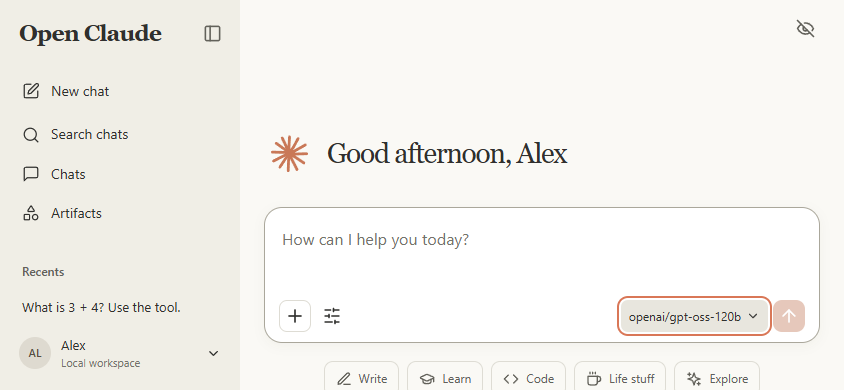 Open Claude
New chat
Search chats
Chats
Artifacts
Recents
What is 3 + 4? Use the tool.
AL
Alex
Local workspace
Good afternoon, Alex
How can I help you today?
openai/gpt-oss-120b
Write
Learn
Code
Life stuff
Explore